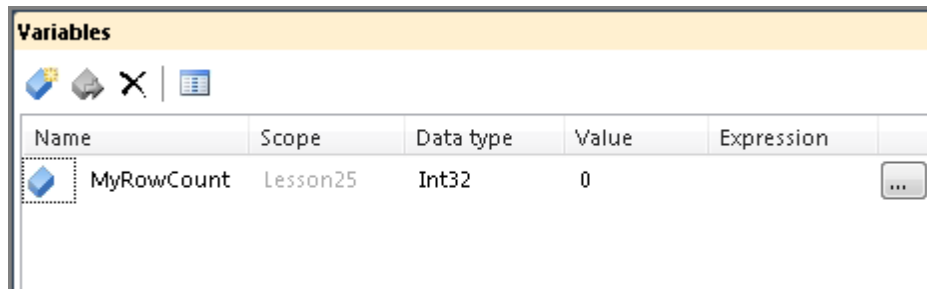 Variables
Name Scope Data type Value Expression
MyRowCount Lesson25 Int32 0 ...